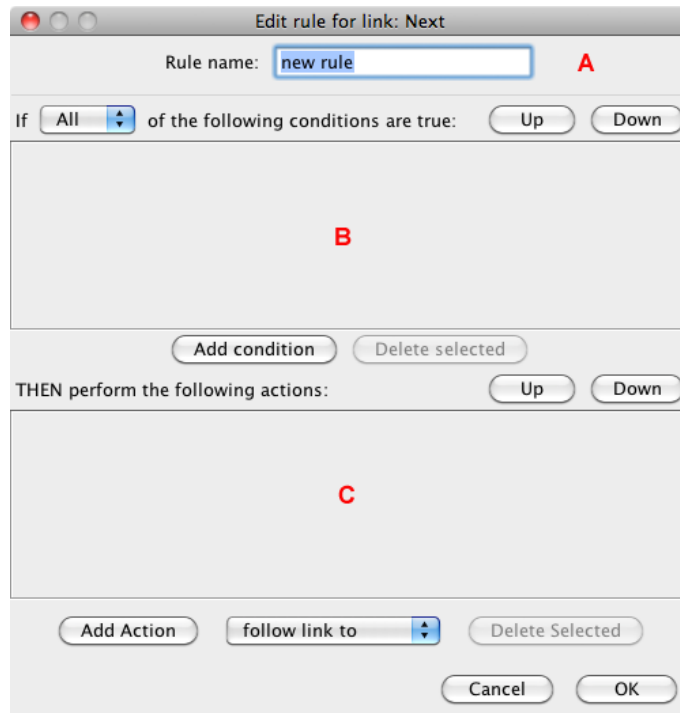 Edit rule for link: Next
Rule name: new rule A
If All of the following conditions are true: Up Down
B
Add condition Delete selected
THEN perform the following actions: Up Down
C
Add Action follow link to Delete Selected
Cancel OK